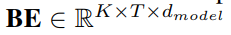 BE ∈ ℝ^{K×T×d_{model}}